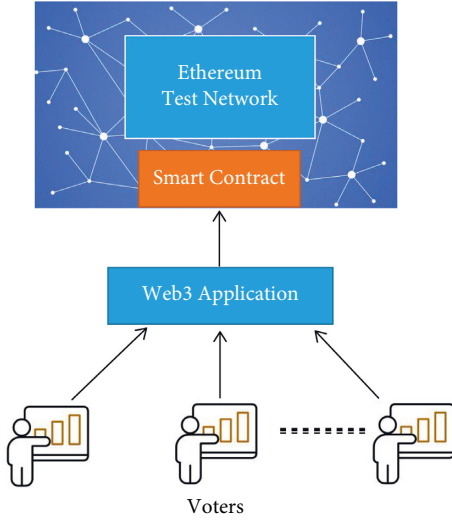 Ethereum
Test Network
Smart Contract
Web3 Application
Voters